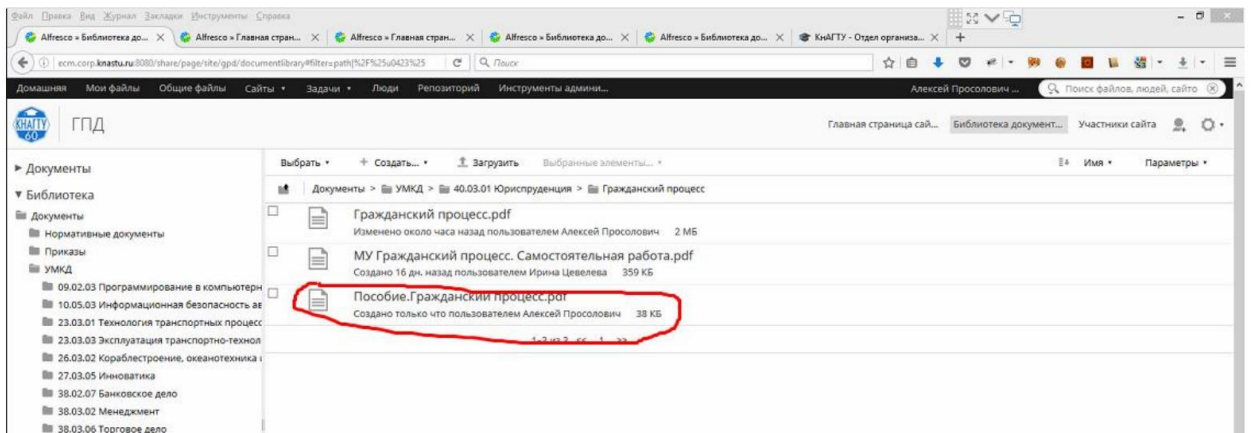 Файл Правка Вид Журнал Закладки Инструменты Справка
Alfresco » Библиотека до... Alfresco » Главная стран... Alfresco » Главная стран... Alfresco » Библиотека до... Alfresco » Библиотека до... КнАГТУ - Отдел организа...
ecm.corp.knastu.ru:8080/share/page/site/gpd/documentlibrary#filter=path|%2F%25u0423%25 Поиск
Домашняя Мои файлы Общие файлы Сайты Задачи Люди Репозиторий Инструменты админи... Алексей Просолович ... Поиск файлов, людей, сайто
КНАГТУ 60 ГПД Главная страница сай... Библиотека документ... Участники сайта
Документы
Выбрать + Создать... Загрузить Выбранные элементы... Имя Параметры
Библиотека
Документы > УМКД > 40.03.01 Юриспруденция > Гражданский процесс
Документы
Нормативные документы
Приказы
УМКД
09.02.03 Программирование в компьютерн
10.05.03 Информационная безопасность ав
23.03.01 Технология транспортных процесс
23.03.03 Эксплуатация транспортно-технол
26.03.02 Кораблестроение, океанотехника и
27.03.05 Инноватика
38.02.07 Банковское дело
38.03.02 Менеджмент
38.03.06 Торговое дело
Гражданский процесс.pdf
Изменено около часа назад пользователем Алексей Просолович 2 МБ
МУ Гражданский процесс. Самостоятельная работа.pdf
Создано 16 дн. назад пользователем Ирина Цевелева 359 КБ
Пособие.Гражданский процесс.pdf
Создано только что пользователем Алексей Просолович 38 КБ
1-3 из 3 << 1 >>